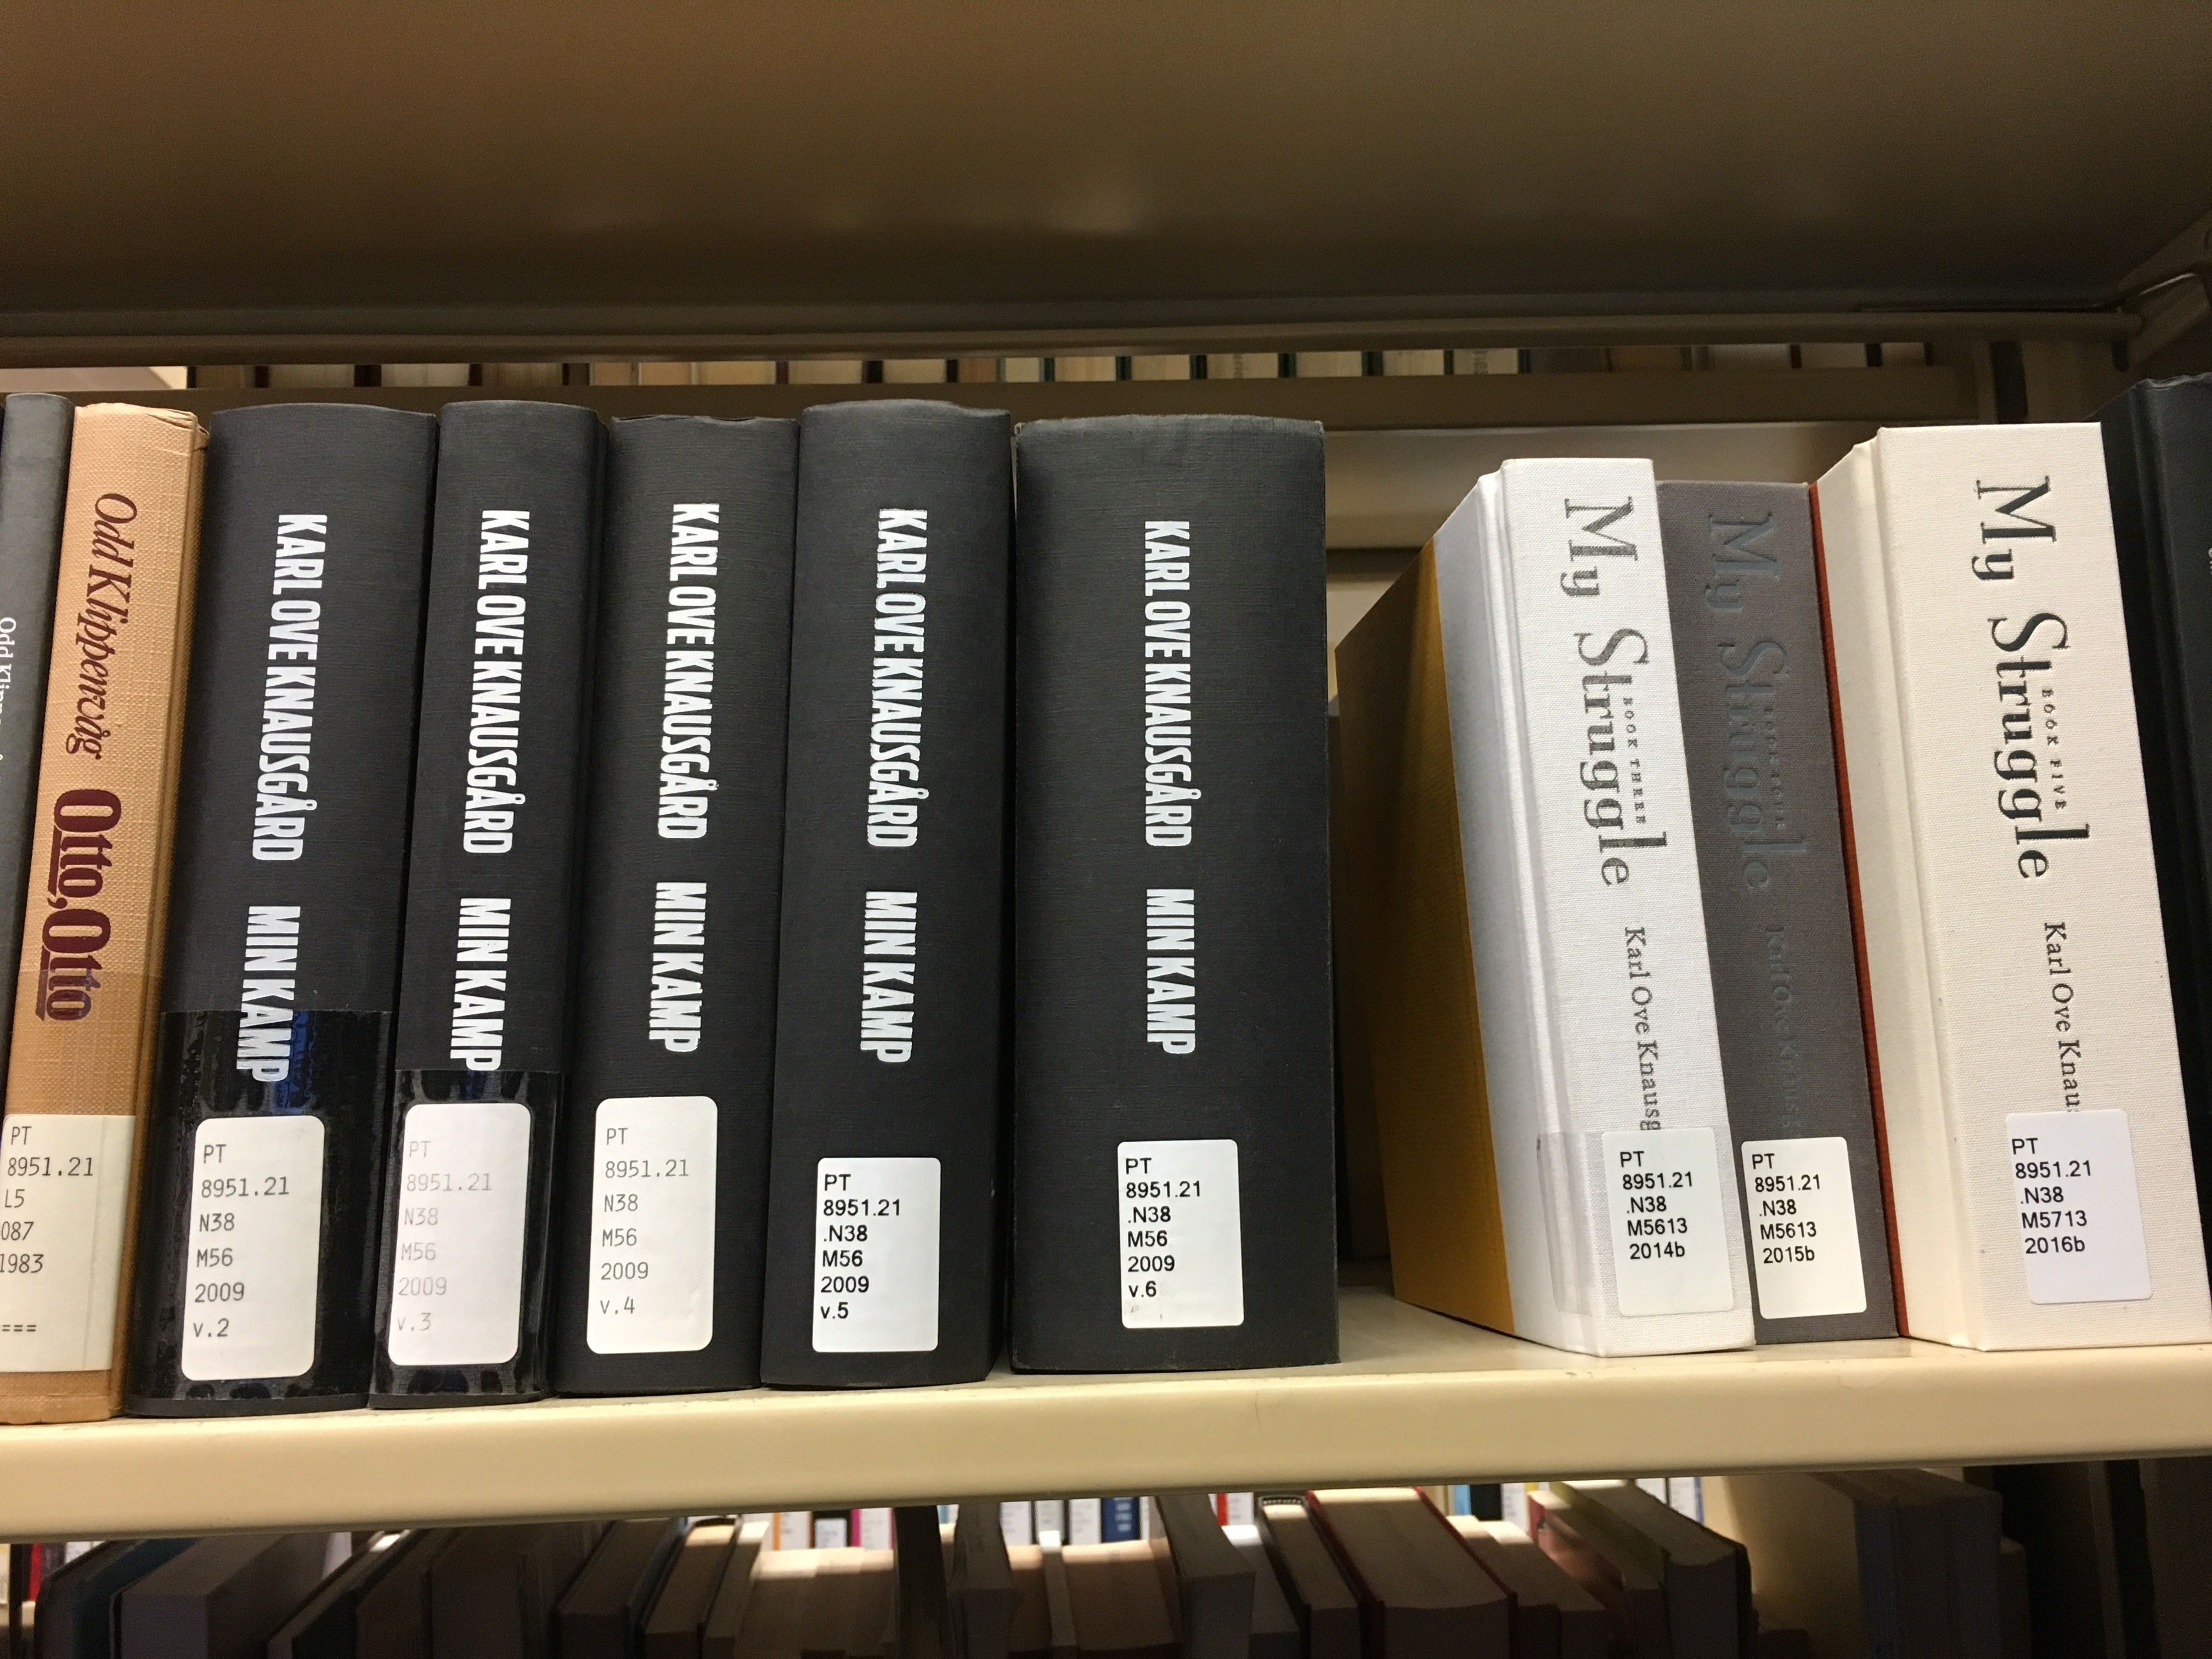 Odd Klippenvåg Otto, Otto
PT
8951.21
L5
087
1983
===
KARL OVE KNAUSGÅRD MIN KAMP
PT
8951.21
N38
M56
2009
v.2
KARL OVE KNAUSGÅRD MIN KAMP
PT
8951.21
N38
M56
2009
v.3
KARL OVE KNAUSGÅRD MIN KAMP
PT
8951.21
N38
M56
2009
v.4
KARL OVE KNAUSGÅRD MIN KAMP
PT
8951.21
.N38
M56
2009
v.5
KARL OVE KNAUSGÅRD MIN KAMP
PT
8951.21
.N38
M56
2009
v.6
My Struggle BOOK THREE Karl Ove Knausg
PT
8951.21
.N38
M5613
2014b
My Struggle Karl Ove Knaus
PT
8951.21
.N38
M5613
2015b
My Struggle BOOK FIVE Karl Ove Knaus
PT
8951.21
.N38
M5713
2016b